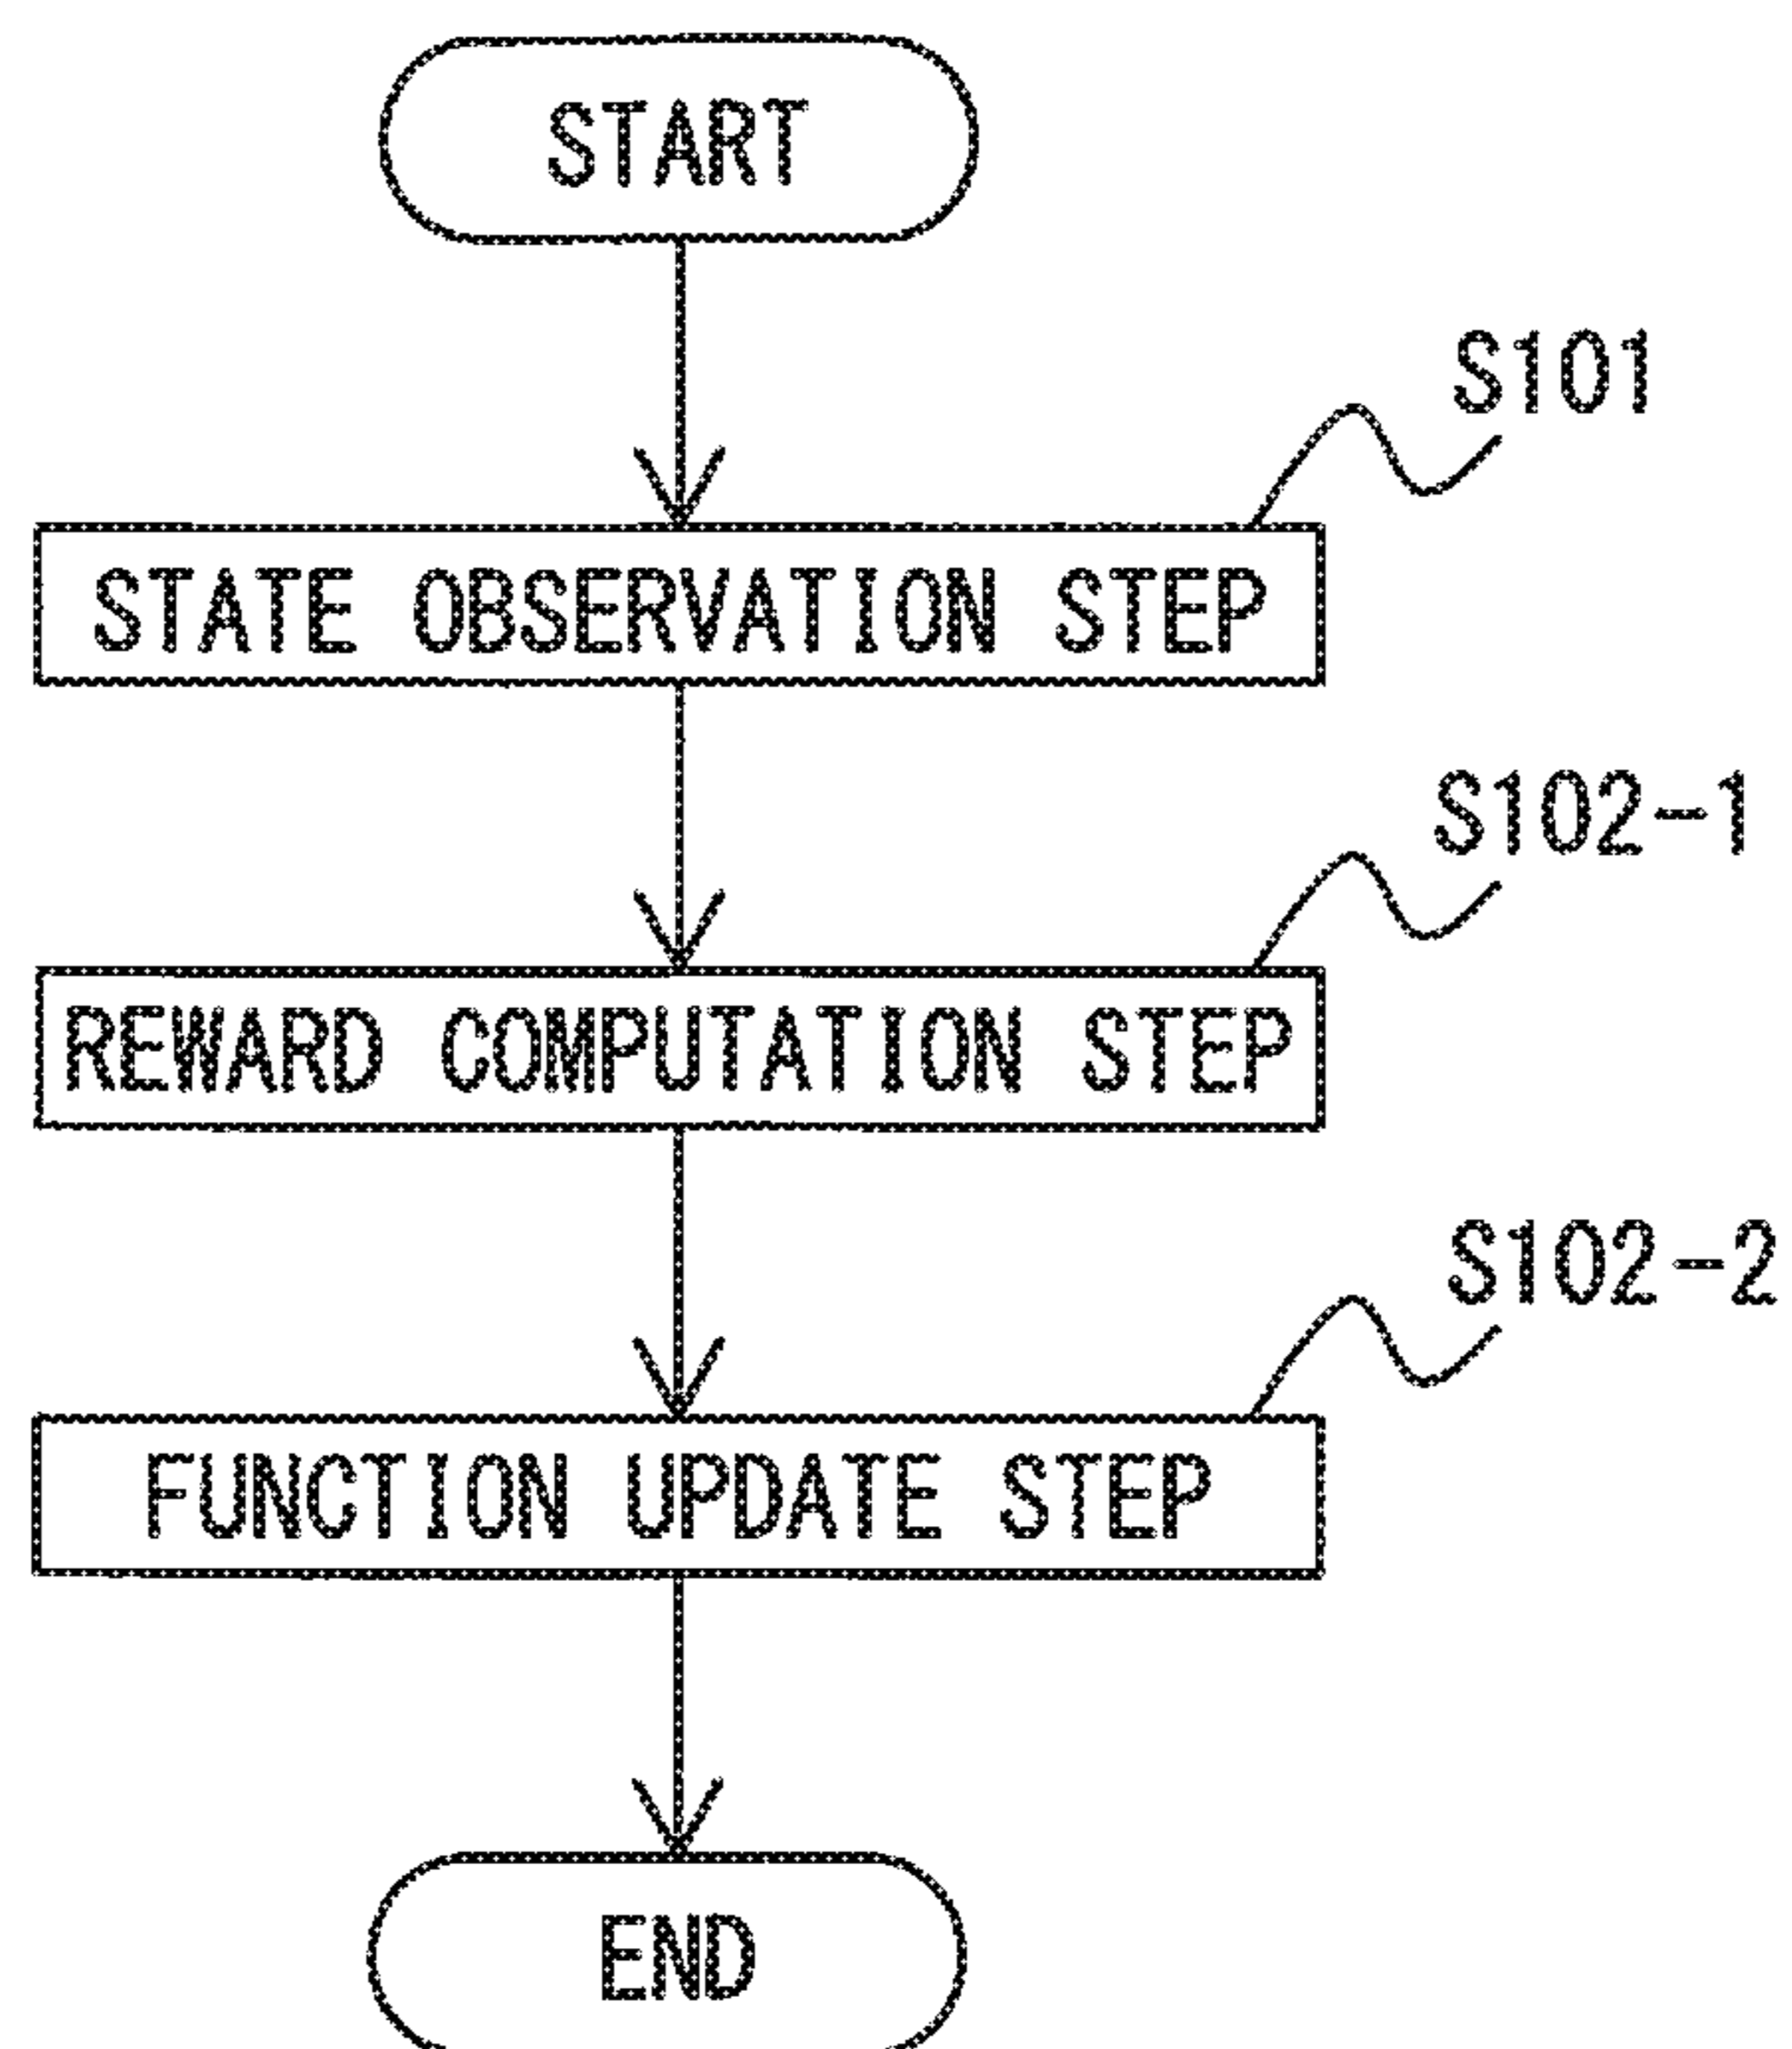 START
S101
STATE OBSERVATION STEP
S102-1
REWARD COMPUTATION STEP
S102-2
FUNCTION UPDATE STEP
END